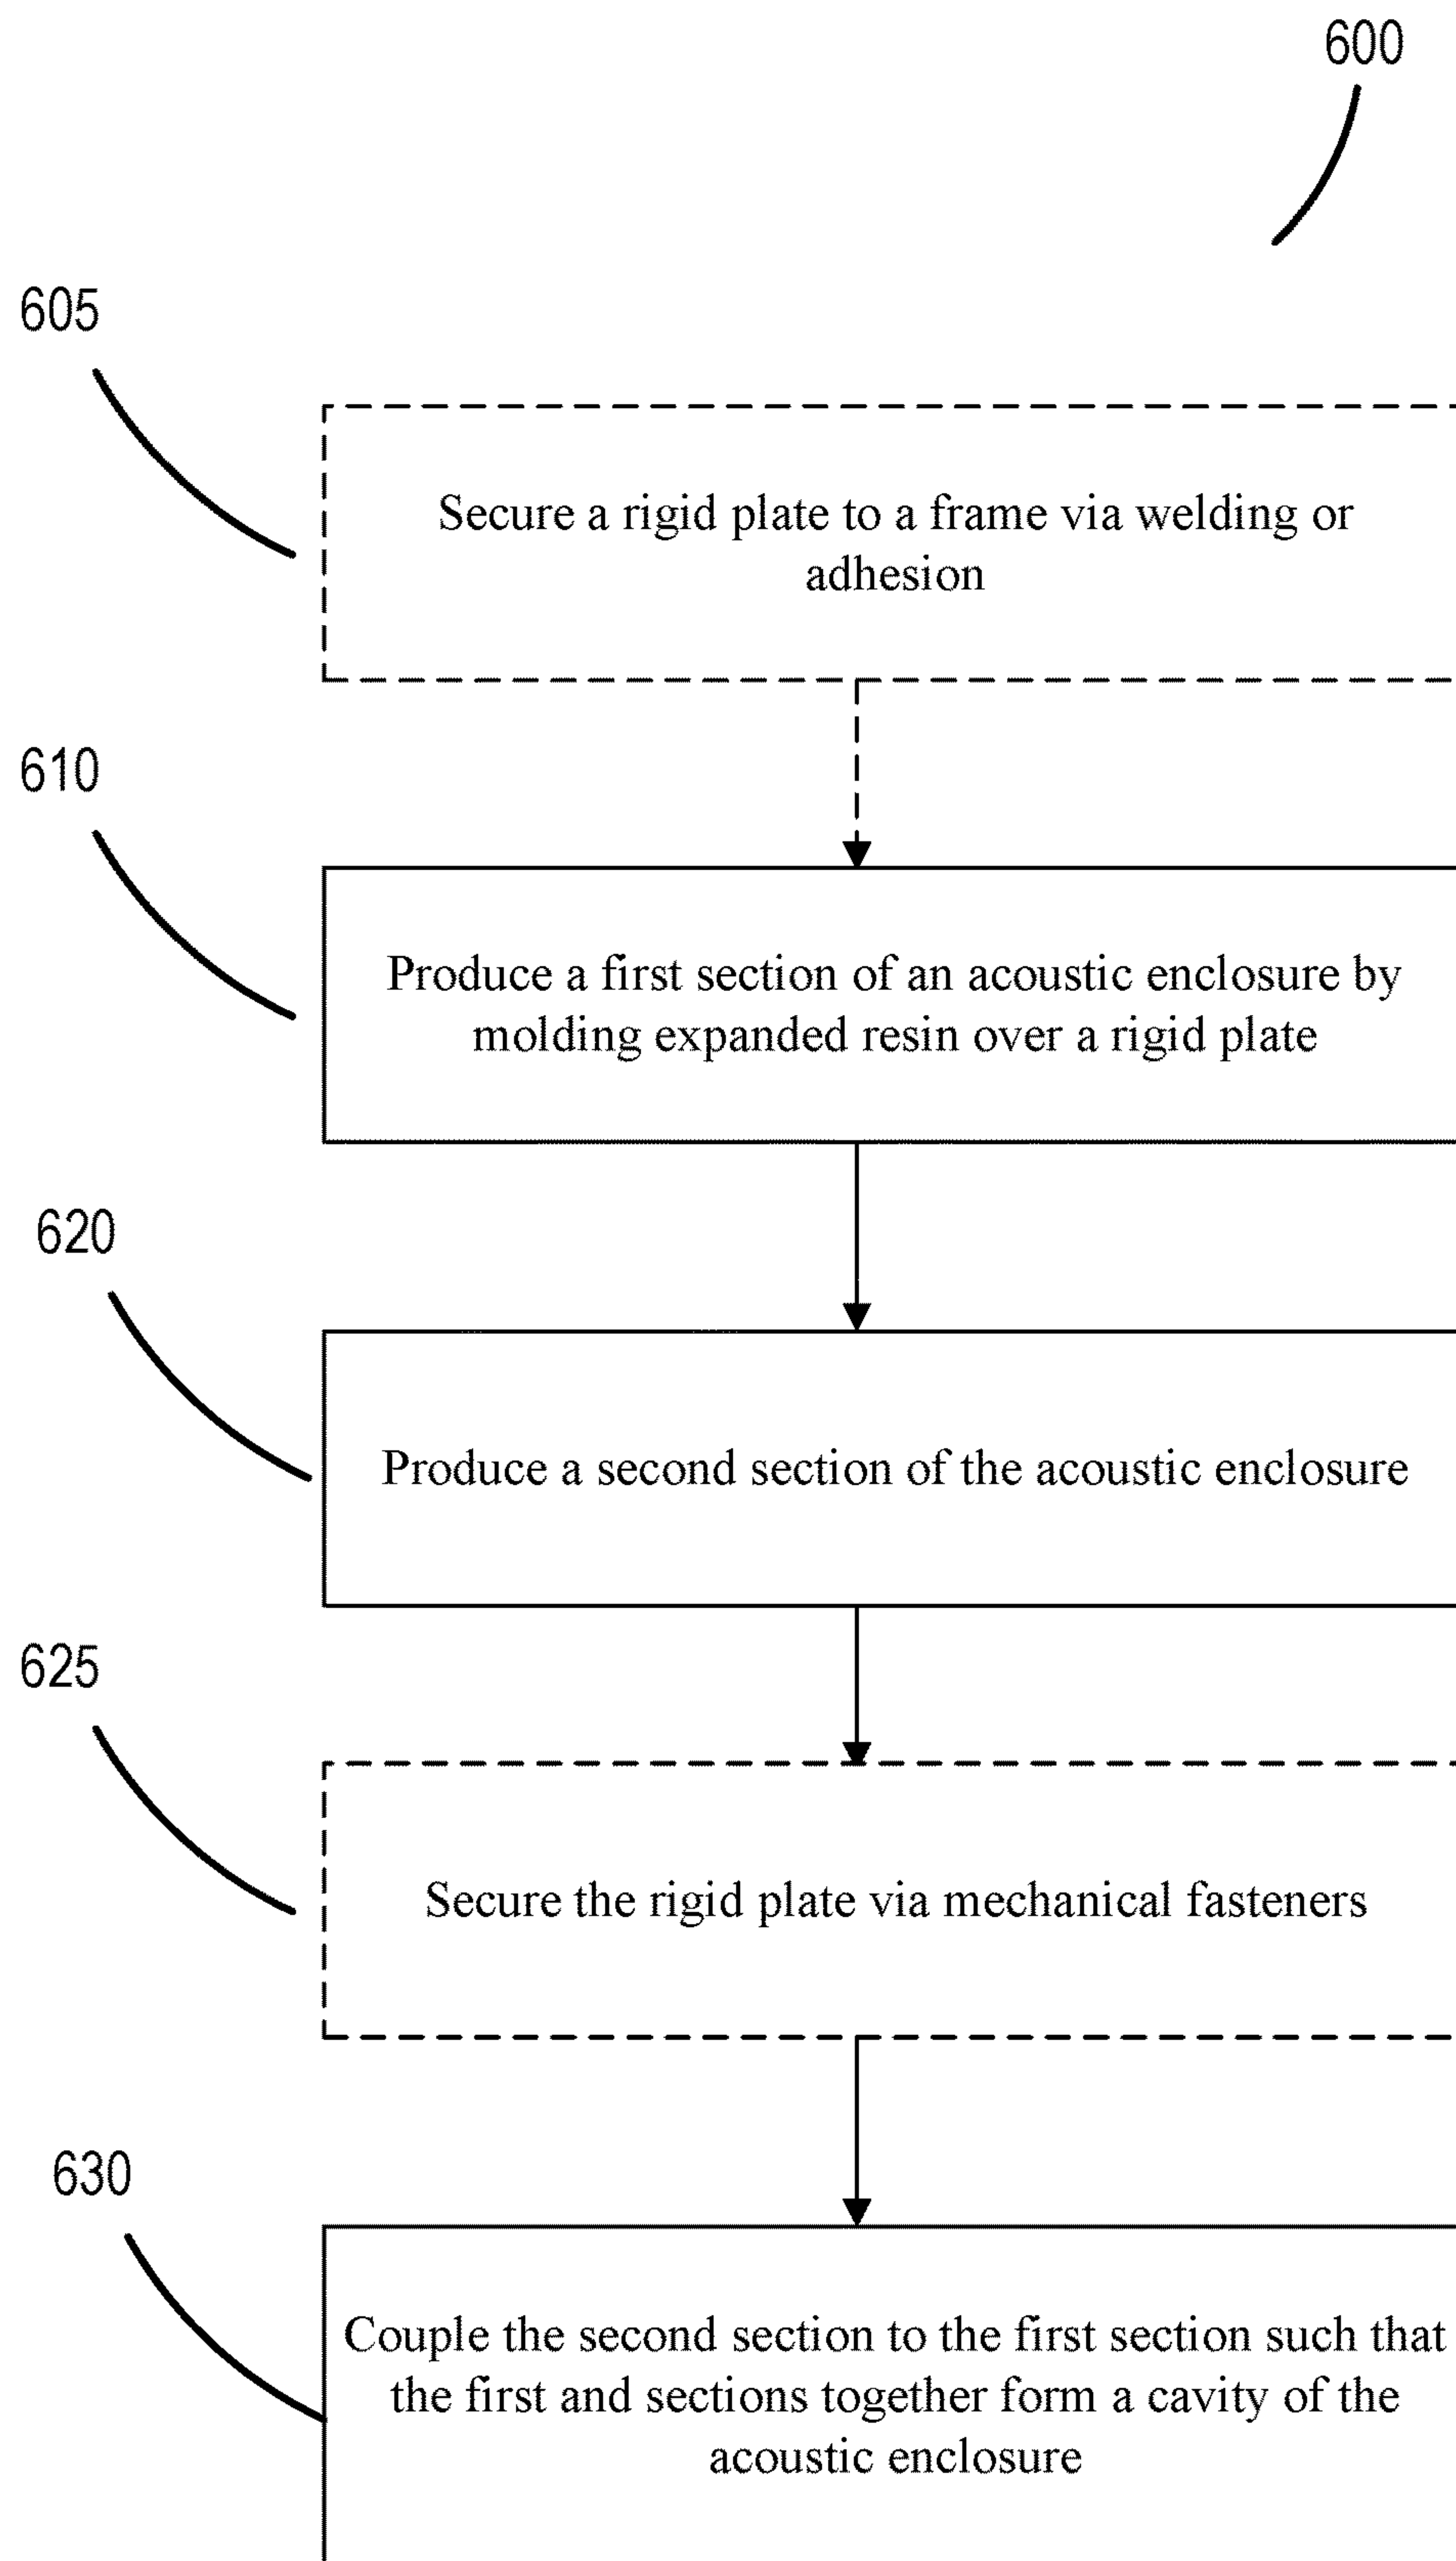 600
605
Secure a rigid plate to a frame via welding or
adhesion
610
Produce a first section of an acoustic enclosure by
molding expanded resin over a rigid plate
620
Produce a second section of the acoustic enclosure
625
Secure the rigid plate via mechanical fasteners
630
Couple the second section to the first section such that
the first and sections together form a cavity of the
acoustic enclosure